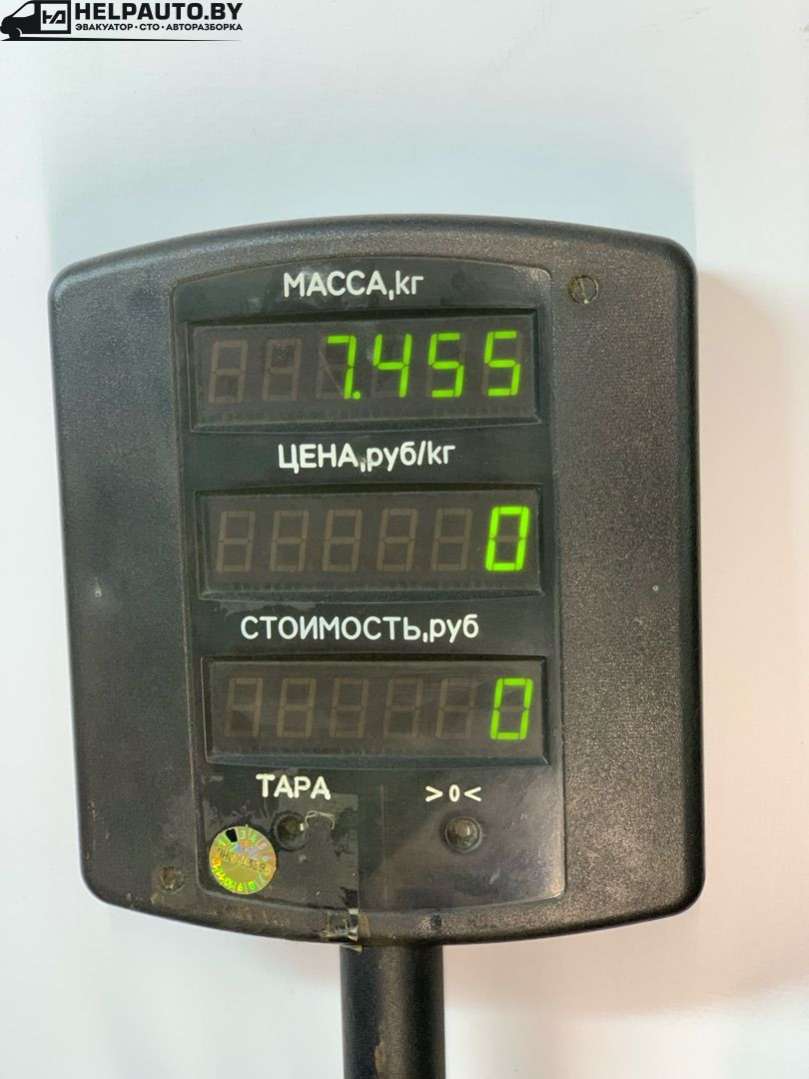 HELPAUTO.BY
ЭВАКУАТОР • СТО • АВТОРАЗБОРКА
МАССА,кг
7.455
ЦЕНА,руб/кг
0
СТОИМОСТЬ,руб
0
ТАРА >0<